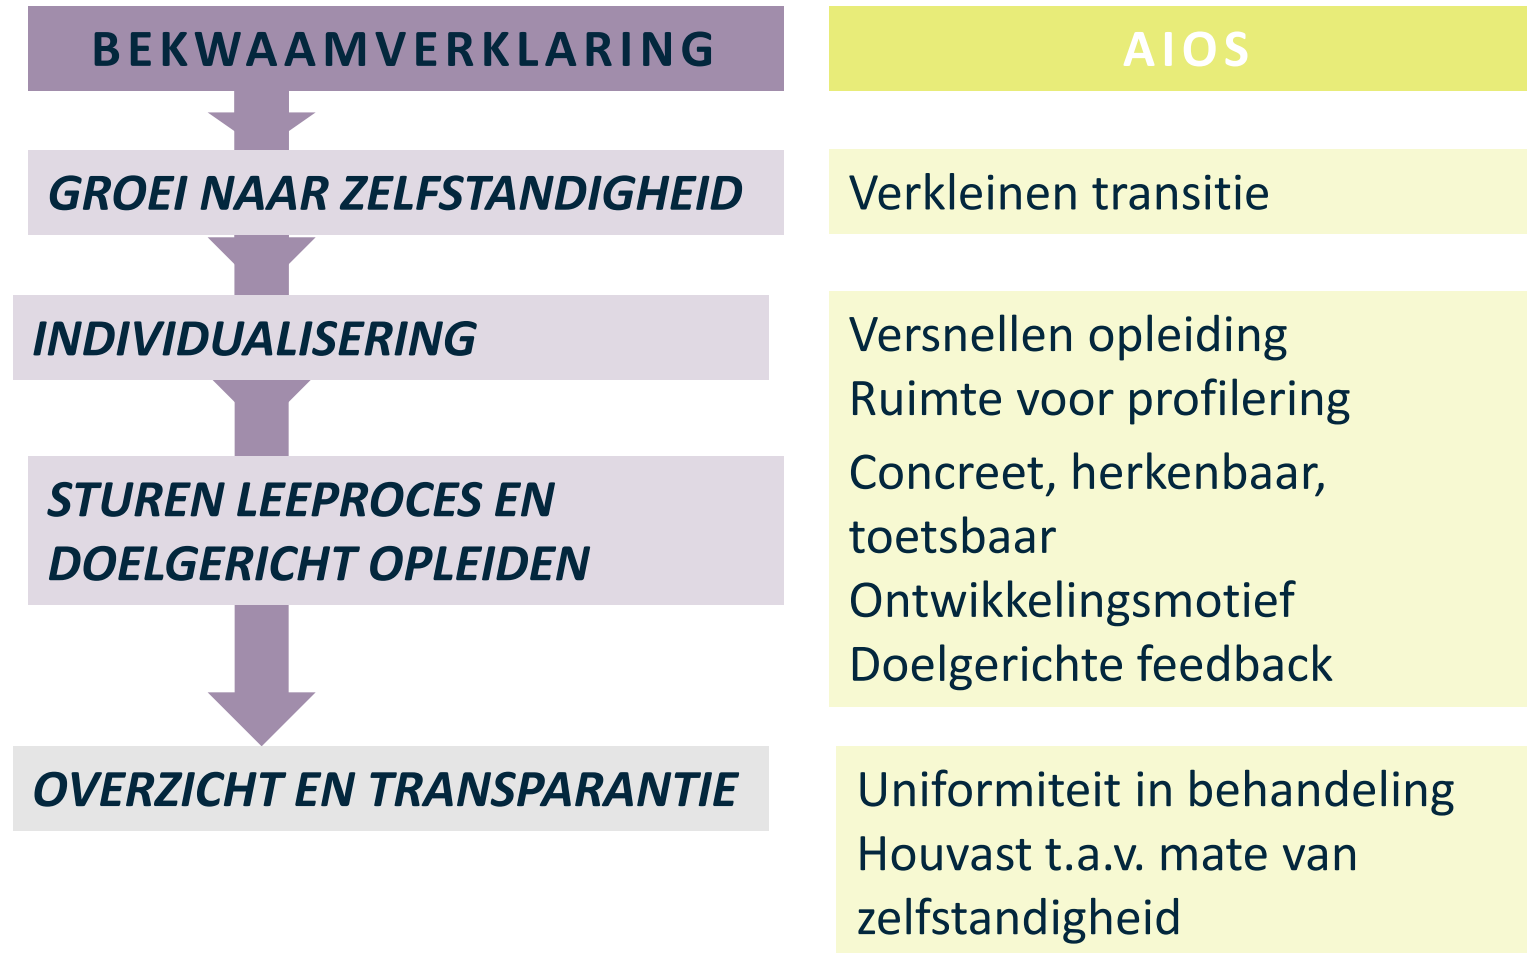 BEKWAAMVERKLARING
AIOS
GROEI NAAR ZELFSTANDIGHEID
Verkleinen transitie
INDIVIDUALISERING
Versnellen opleiding
Ruimte voor profilering
STUREN LEEPROCES EN
DOELGERICHT OPLEIDEN
Concreet, herkenbaar,
toetsbaar
Ontwikkelingsmotief
Doelgerichte feedback
OVERZICHT EN TRANSPARANTIE
Uniformiteit in behandeling
Houvast t.a.v. mate van
zelfstandigheid